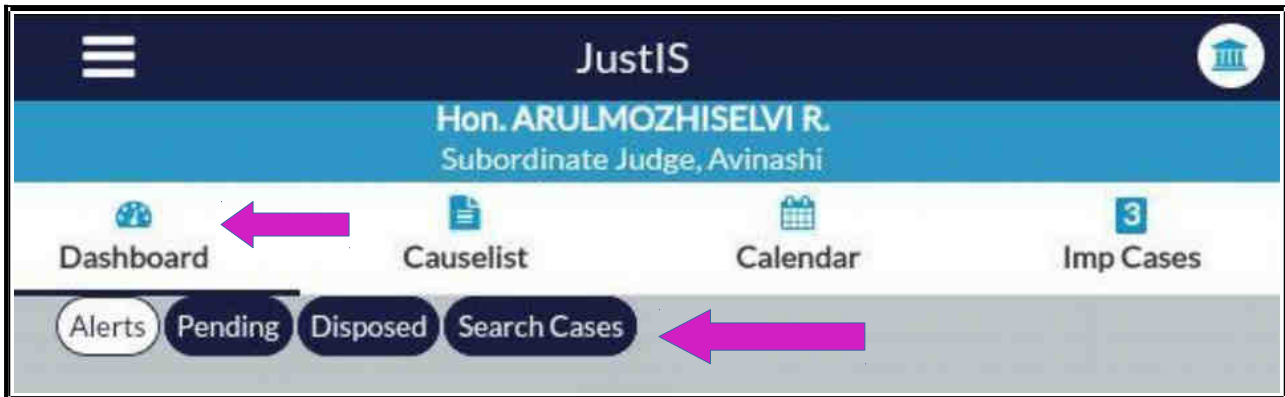 JustIS
Hon. ARULMOZHISELVI R.
Subordinate Judge, Avinashi
Dashboard Causelist Calendar 3 Imp Cases
Alerts Pending Disposed Search Cases